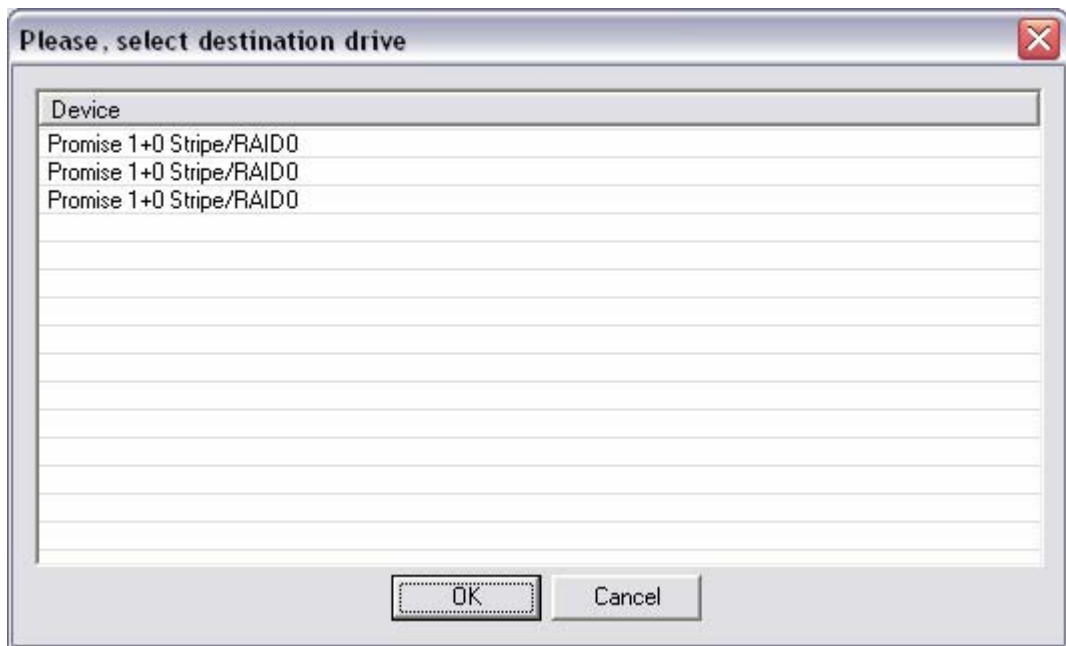 Please, select destination drive
Device
Promise 1+0 Stripe/RAID0
Promise 1+0 Stripe/RAID0
Promise 1+0 Stripe/RAID0
OK Cancel